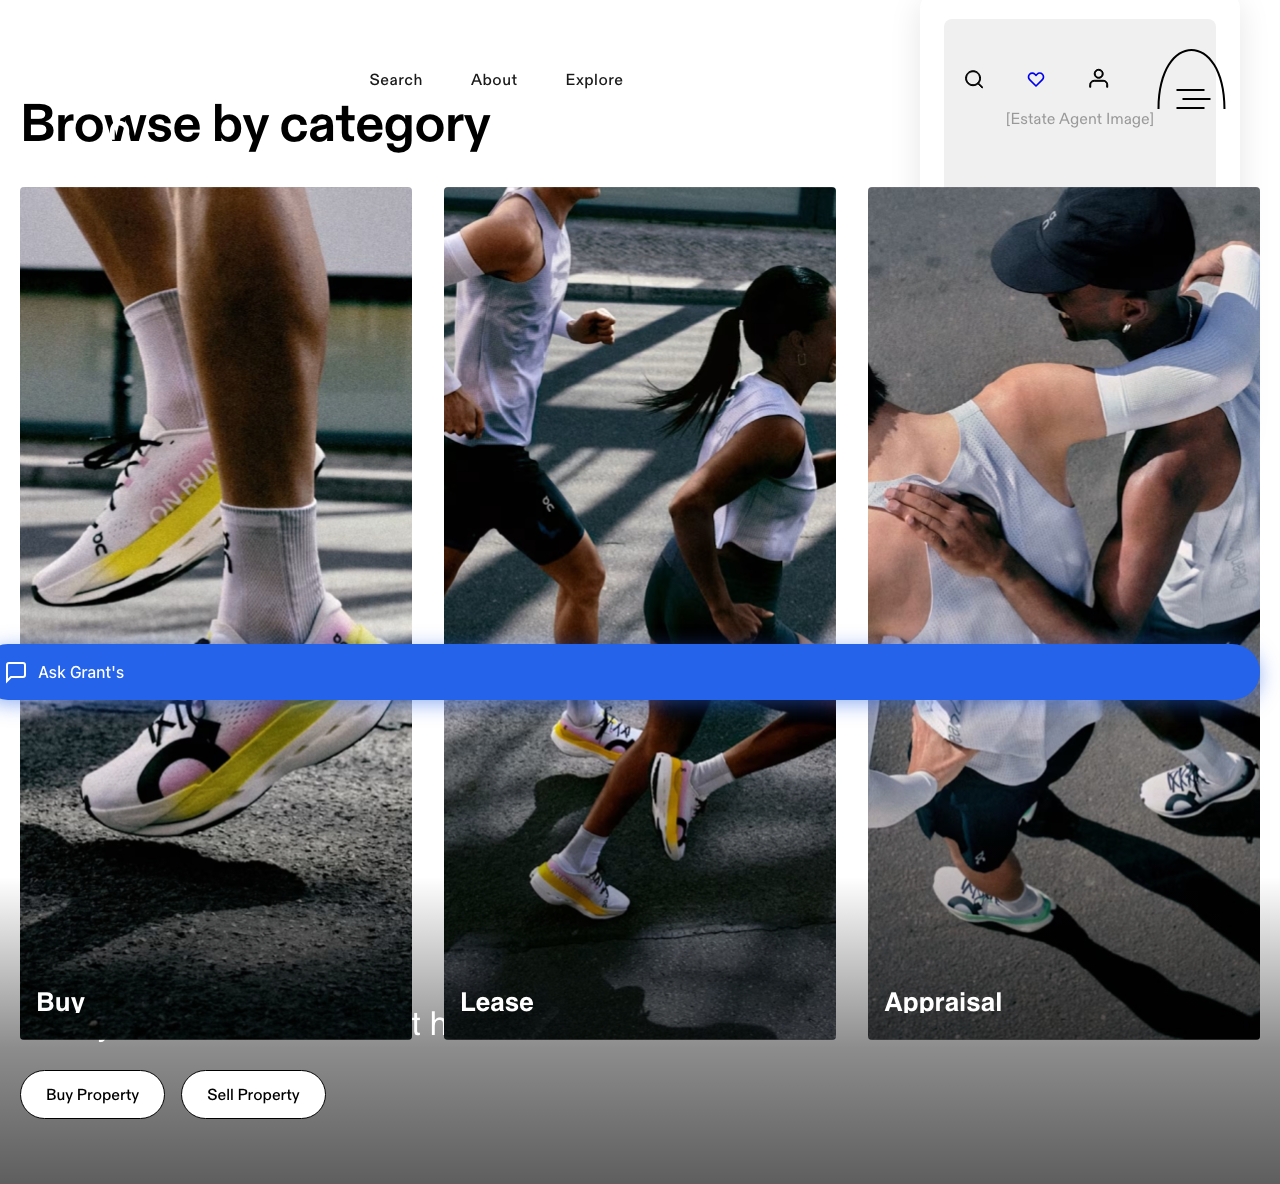 Search About Explore
[Estate Agent Image]
Browse by category
ON RUN
Ask Grant's
Buy
Lease
Appraisal
t h
Buy Property
Sell Property